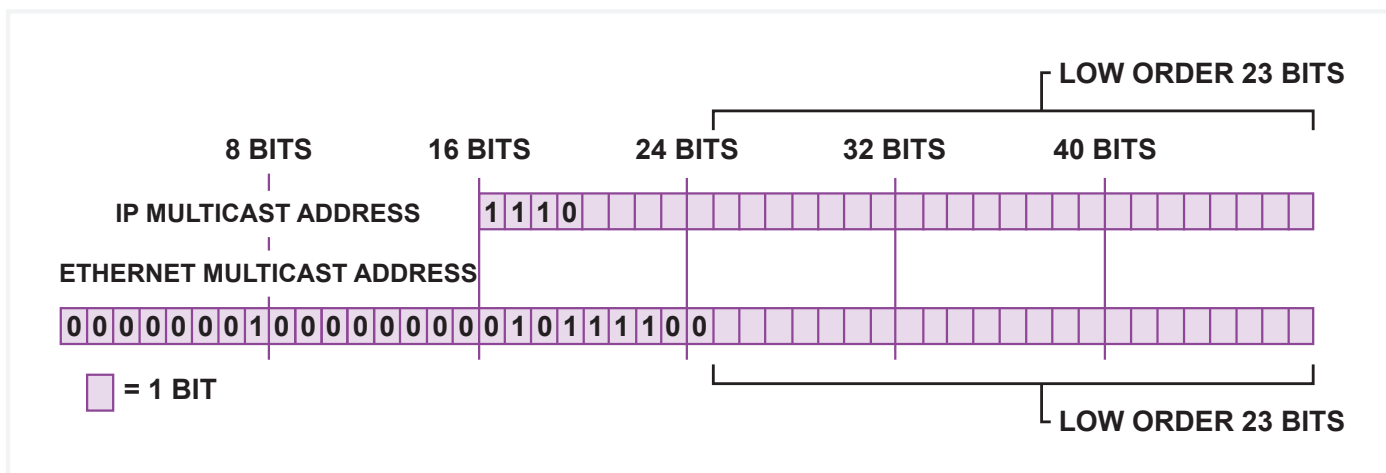 LOW ORDER 23 BITS
8 BITS 16 BITS 24 BITS 32 BITS 40 BITS
IP MULTICAST ADDRESS 1 1 1 0
ETHERNET MULTICAST ADDRESS
0 0 0 0 0 0 0 1 0 0 0 0 0 0 0 0 0 1 0 1 1 1 1 0 0
= 1 BIT
LOW ORDER 23 BITS